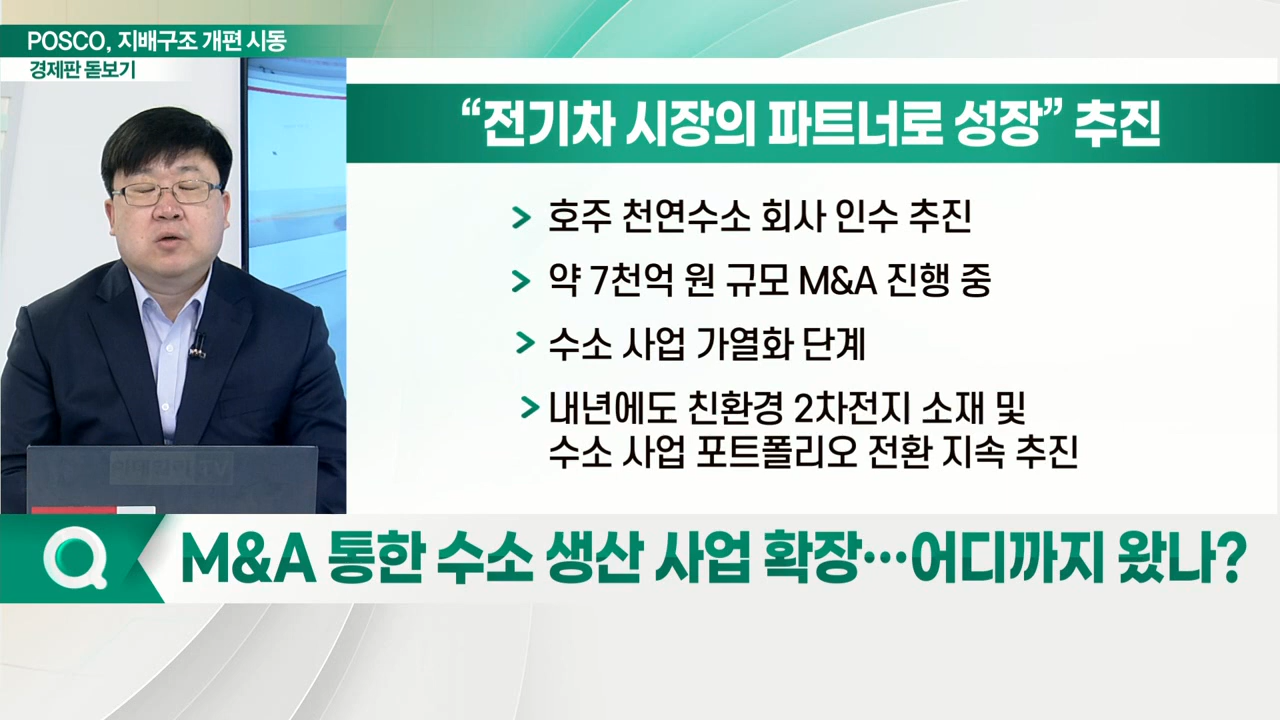 POSCO, 지배구조 개편 시동
경제판 돋보기
“전기차 시장의 파트너로 성장” 추진
> 호주 천연수소 회사 인수 추진
> 약 7천억 원 규모 M&A 진행 중
> 수소 사업 가열화 단계
> 내년에도 친환경 2차전지 소재 및
수소 사업 포트폴리오 전환 지속 추진
M&A 통한 수소 생산 사업 확장…어디까지 왔나?